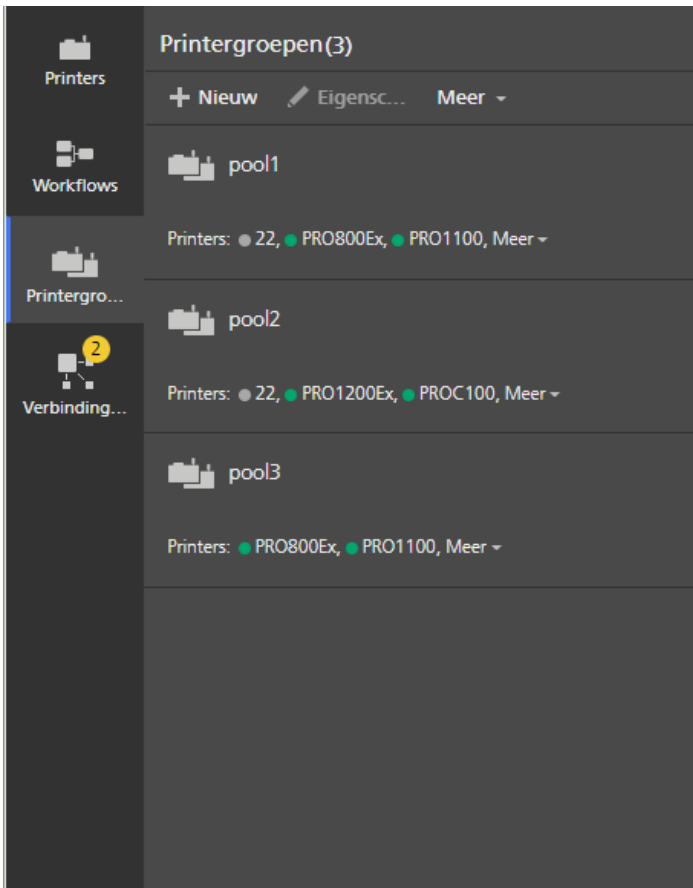 Printers
Workflows
Printergro...
2
Verbinding...
Printergroepen(3)
Nieuw Eigensc... Meer
pool1
Printers: 22, PRO800Ex, PRO1100, Meer
pool2
Printers: 22, PRO1200Ex, PROC100, Meer
pool3
Printers: PRO800Ex, PRO1100, Meer